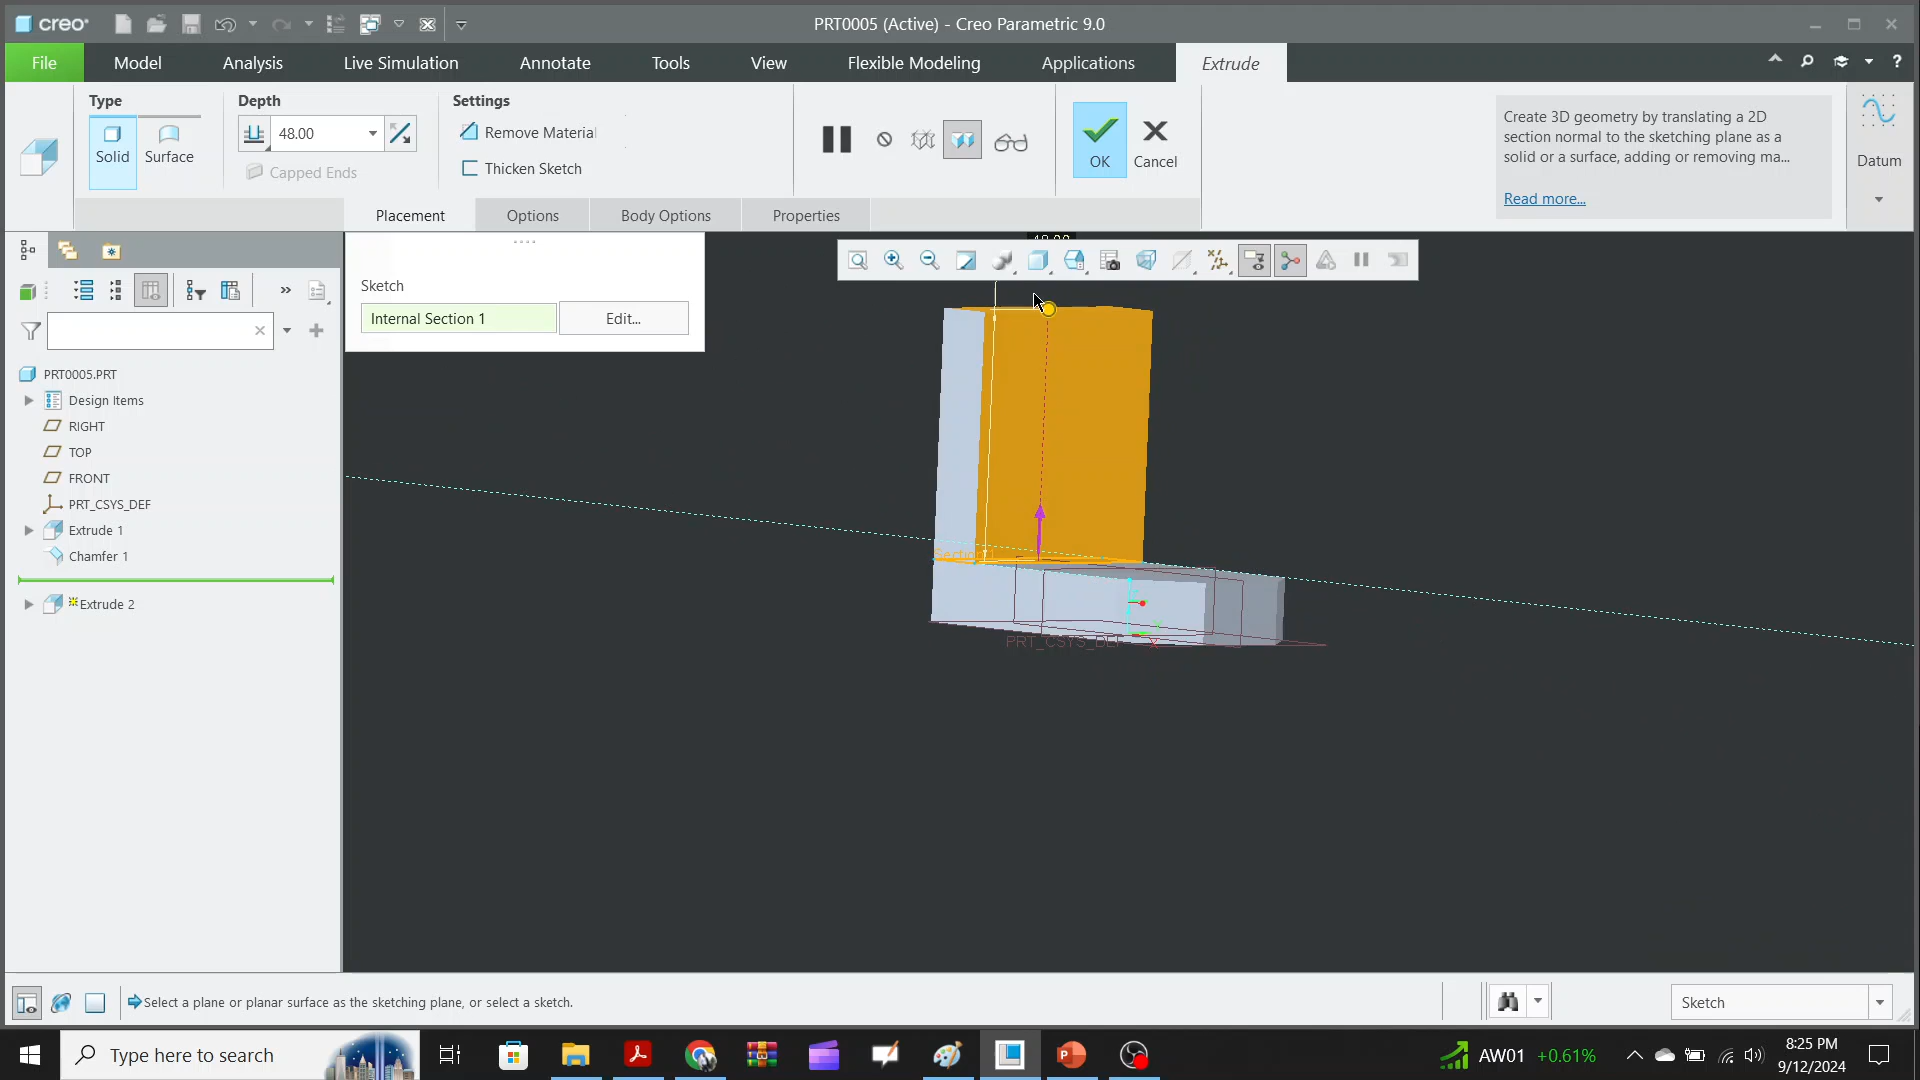 creo
PRT0005 (Active) - Creo Parametric 9.0
File
Model
Analysis
Live Simulation
Annotate
Tools
View
Flexible Modeling
Applications
Extrude
?
Type
Depth
Settings
Solid
Surface
48.00
Capped Ends
Remove Material
Thicken Sketch
OK
Cancel
Create 3D geometry by translating a 2D
section normal to the sketching plane as a
solid or a surface, adding or removing ma...
Read more...
Datum
Placement
Options
Body Options
Properties
Sketch
Internal Section 1
Edit...
PRT0005.PRT
Design Items
RIGHT
TOP
FRONT
PRT_CSYS_DEF
Extrude 1
Chamfer 1
Extrude 2
Section 1
PRT_CSYS_DEF
X
Select a plane or planar surface as the sketching plane, or select a sketch.
Sketch
Type here to search
AW01 +0.61%
8:25 PM
9/12/2024